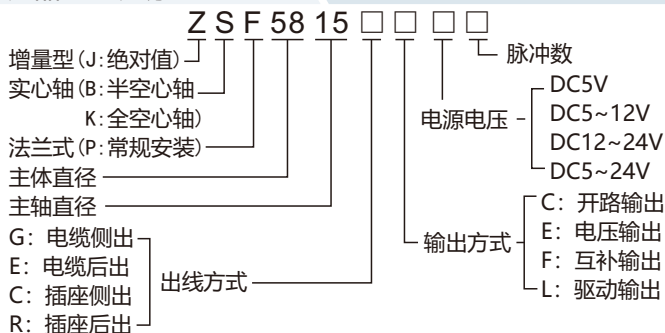 Z S F 58 15 □ □ □ □
增量型(J:绝对值)
实心轴(B:半空心轴
K:全空心轴)
法兰式(P:常规安装)
主体直径
主轴直径
G: 电缆侧出
E: 电缆后出
C: 插座侧出
R: 插座后出
出线方式
脉冲数
电源电压
DC5V
DC5~12V
DC12~24V
DC5~24V
输出方式
C: 开路输出
E: 电压输出
F: 互补输出
L: 驱动输出